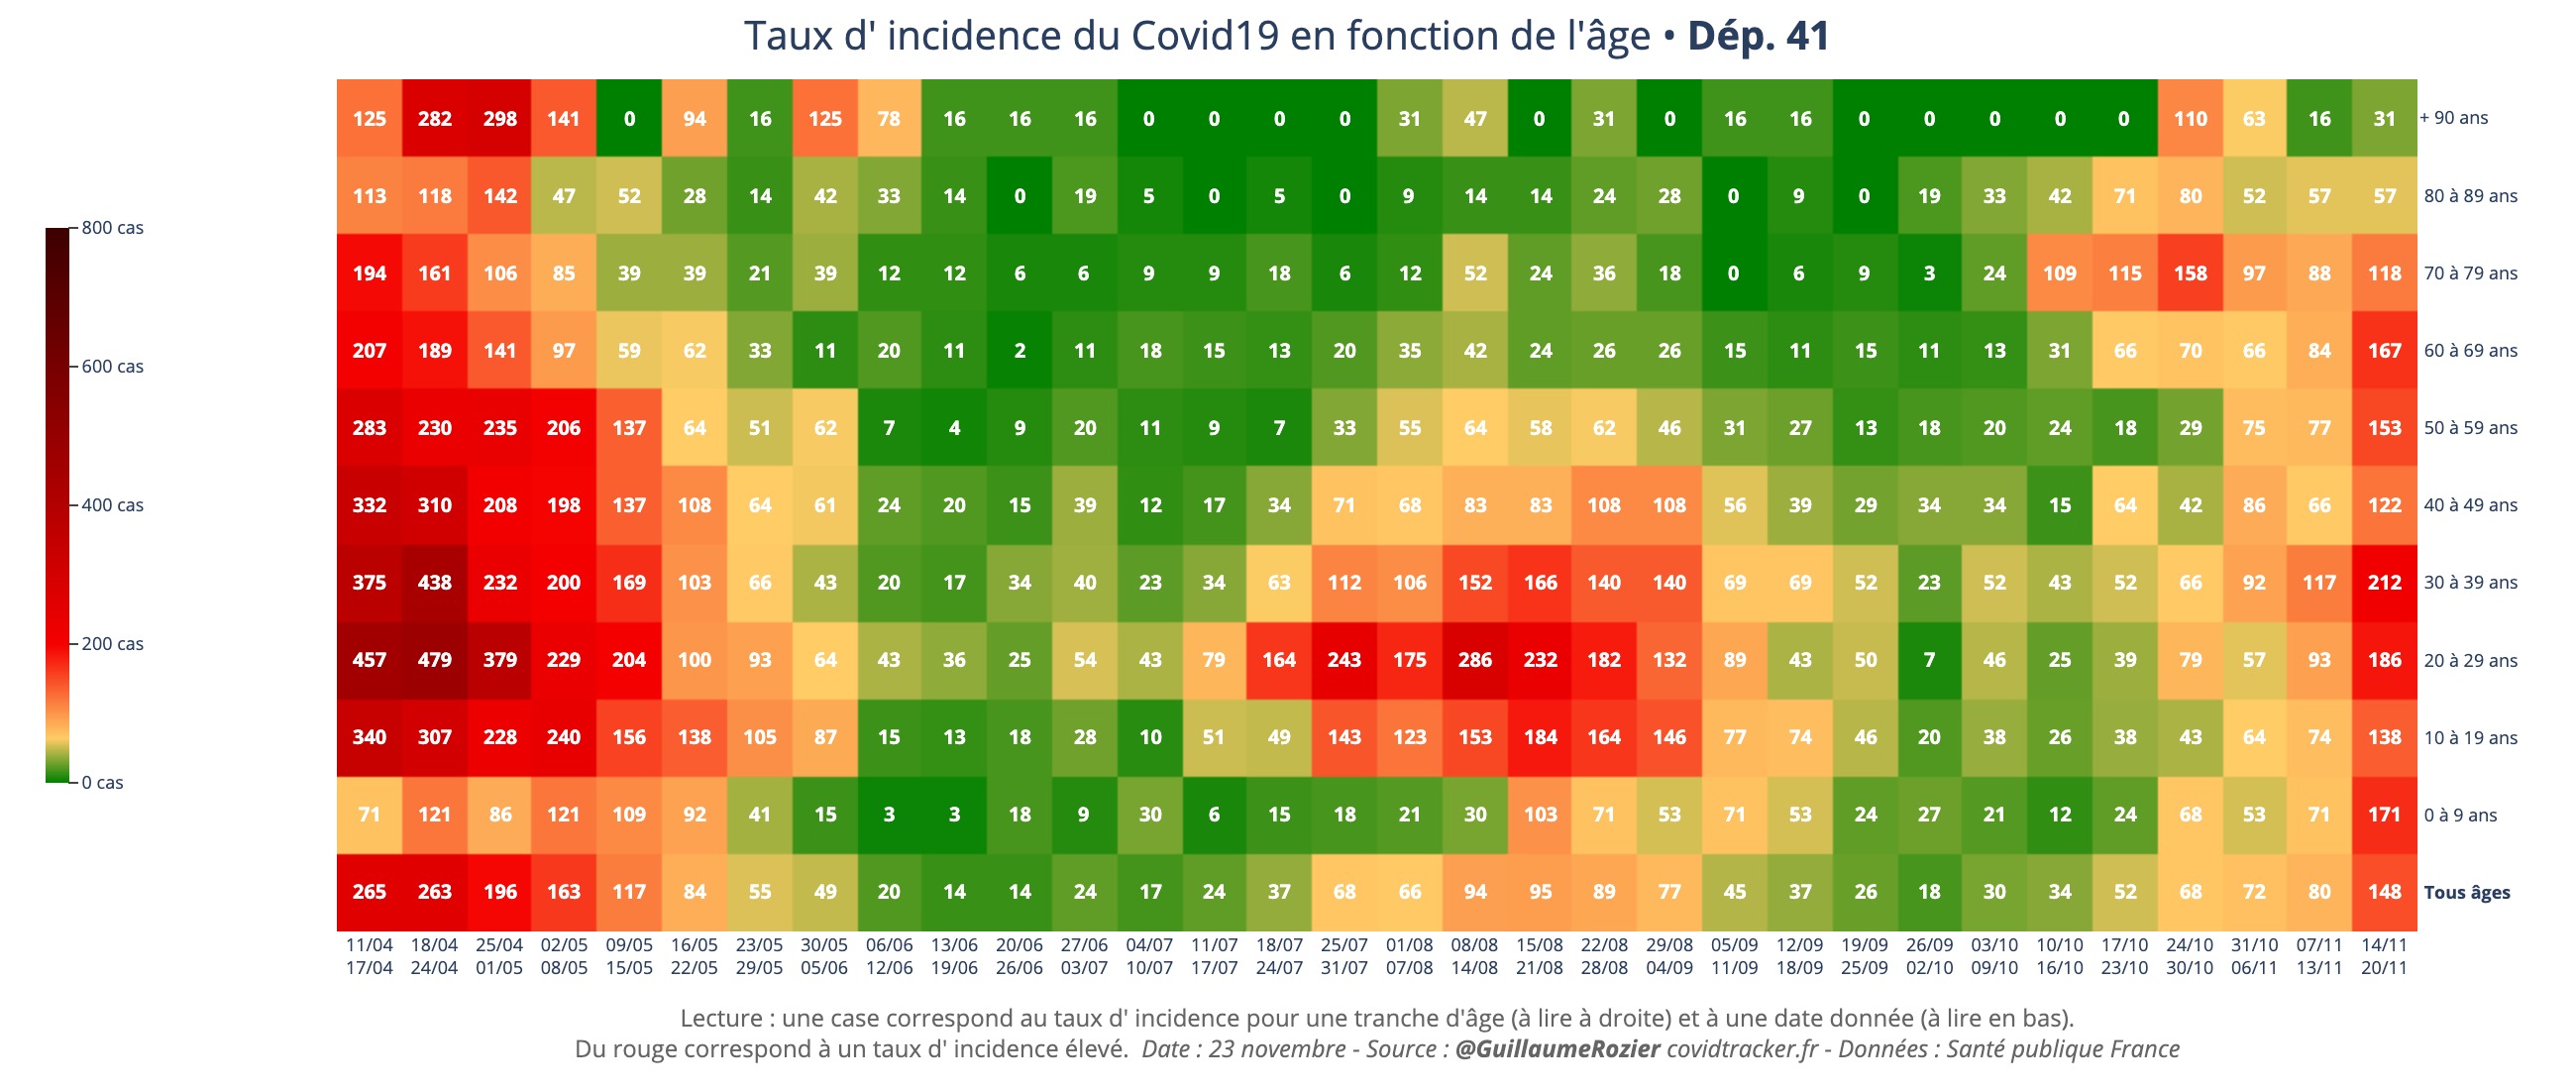 Taux d' incidence du Covid19 en fonction de l'âge • Dép. 41
800 cas
600 cas
400 cas
200 cas
0 cas
125 282 298 141 0 94 16 125 78 16 16 16 0 0 0 0 31 47 0 31 0 16 16 0 0 0 0 0 110 63 16 31 + 90 ans
113 118 142 47 52 28 14 42 33 14 0 19 5 0 5 0 9 14 14 24 28 0 9 0 19 33 42 71 80 52 57 57 80 à 89 ans
194 161 106 85 39 39 21 39 12 12 6 6 9 9 18 6 12 52 24 36 18 0 6 9 3 24 109 115 158 97 88 118 70 à 79 ans
207 189 141 97 59 62 33 11 20 11 2 11 18 15 13 20 35 42 24 26 26 15 11 15 11 13 31 66 70 66 84 167 60 à 69 ans
283 230 235 206 137 64 51 62 7 4 9 20 11 9 7 33 55 64 58 62 46 31 27 13 18 20 24 18 29 75 77 153 50 à 59 ans
332 310 208 198 137 108 64 61 24 20 15 39 12 17 34 71 68 83 83 108 108 56 39 29 34 34 15 64 42 86 66 122 40 à 49 ans
375 438 232 200 169 103 66 43 20 17 34 40 23 34 63 112 106 152 166 140 140 69 69 52 23 52 43 52 66 92 117 212 30 à 39 ans
457 479 379 229 204 100 93 64 43 36 25 54 43 79 164 243 175 286 232 182 132 89 43 50 7 46 25 39 79 57 93 186 20 à 29 ans
340 307 228 240 156 138 105 87 15 13 18 28 10 51 49 143 123 153 184 164 146 77 74 46 20 38 26 38 43 64 74 138 10 à 19 ans
71 121 86 121 109 92 41 15 3 3 18 9 30 6 15 18 21 30 103 71 53 71 53 24 27 21 12 24 68 53 71 171 0 à 9 ans
265 263 196 163 117 84 55 49 20 14 14 24 17 24 37 68 66 94 95 89 77 45 37 26 18 30 34 52 68 72 80 148 Tous âges
11/04 18/04 25/04 02/05 09/05 16/05 23/05 30/05 06/06 13/06 20/06 27/06 04/07 11/07 18/07 25/07 01/08 08/08 15/08 22/08 29/08 05/09 12/09 19/09 26/09 03/10 10/10 17/10 24/10 31/10 07/11 14/11
17/04 24/04 01/05 08/05 15/05 22/05 29/05 05/06 12/06 19/06 26/06 03/07 10/07 17/07 24/07 31/07 07/08 14/08 21/08 28/08 04/09 11/09 18/09 25/09 02/10 09/10 16/10 23/10 30/10 06/11 13/11 20/11
Lecture : une case correspond au taux d' incidence pour une tranche d'âge (à lire à droite) et à une date donnée (à lire en bas).
Du rouge correspond à un taux d' incidence élevé. Date : 23 novembre - Source : @GuillaumeRozier covidtracker.fr - Données : Santé publique France